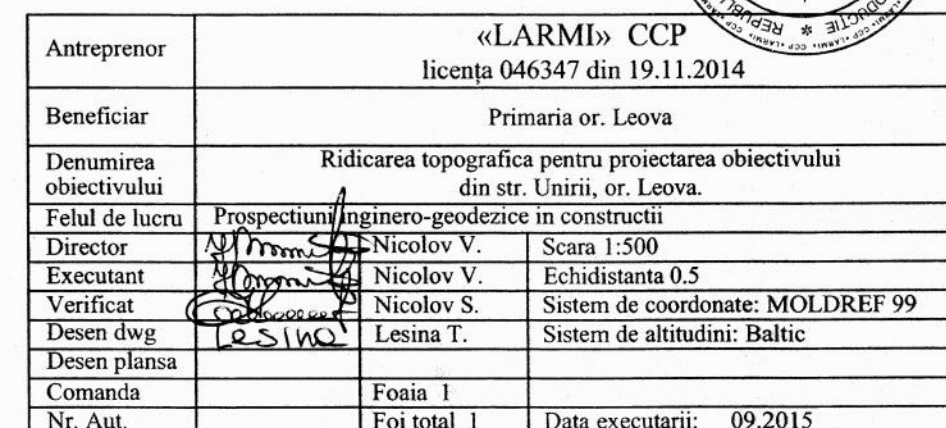 REPUBL
* ODUCTIE
Antreprenor «LARMI» CCP
licența 046347 din 19.11.2014
Beneficiar Primaria or. Leova
Denumirea obiectivului Ridicarea topografica pentru proiectarea obiectivului
din str. Unirii, or. Leova.
Felul de lucru Prospectiuni inginero-geodezice in constructii
Director Nicolov V. Scara 1:500
Executant Nicolov V. Echidistanta 0.5
Verificat Nicolov S. Sistem de coordonate: MOLDREF 99
Desen dwg Lesina Lesina T. Sistem de altitudini: Baltic
Desen plansa
Comanda Foaia 1
Nr. Aut. Foi total 1 Data executarii: 09.2015